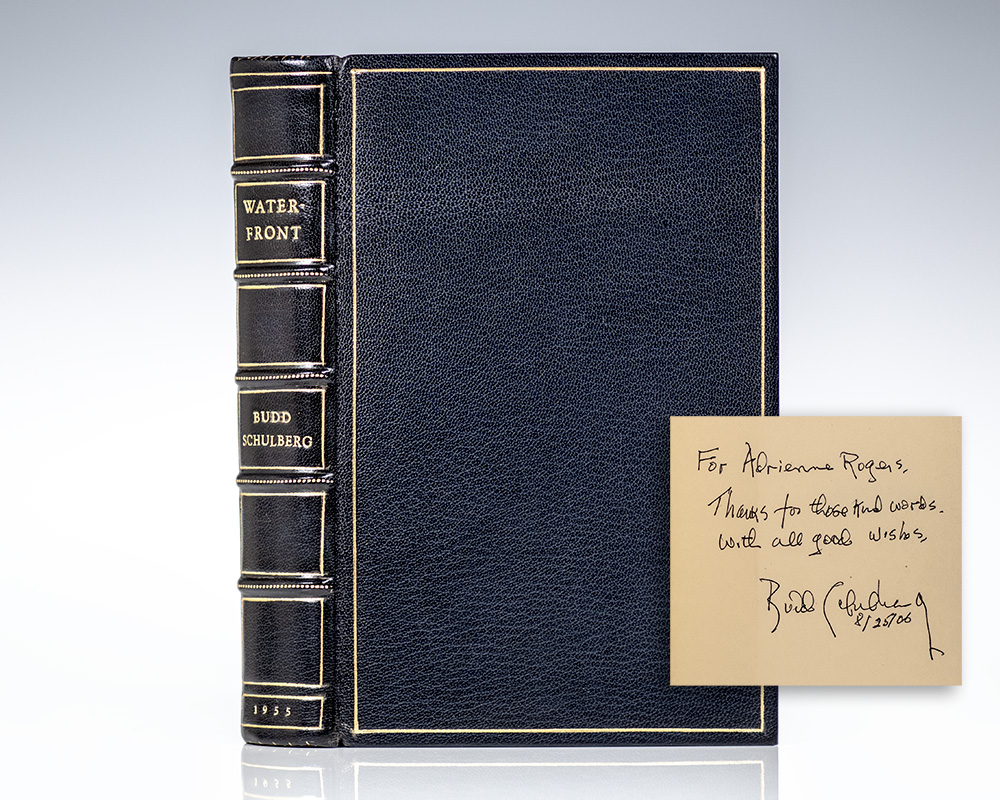 WATER-
FRONT
BUDD
SCHULBERG
1955
For Adrienne Rogers,
Thanks for those kind words.
With all good wishes,
Budd Schulberg
8/25/06